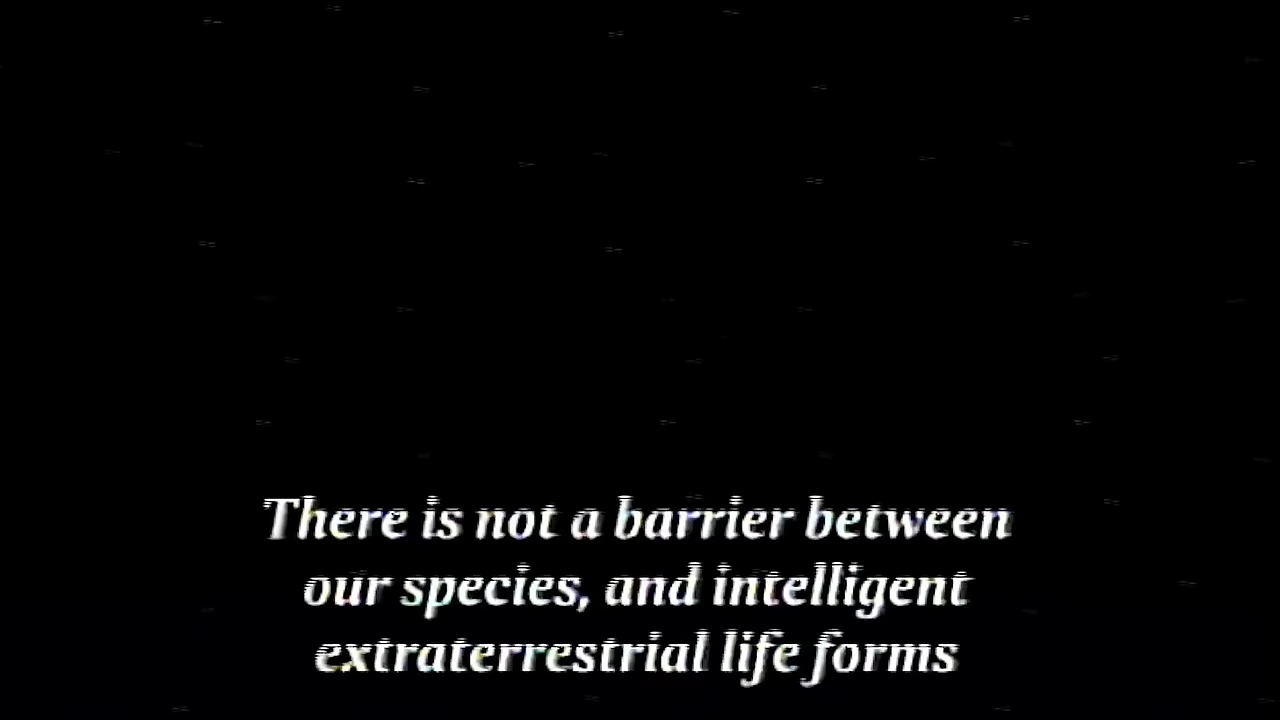 There is not a barrier between
our species, and intelligent
extraterrestrial life forms